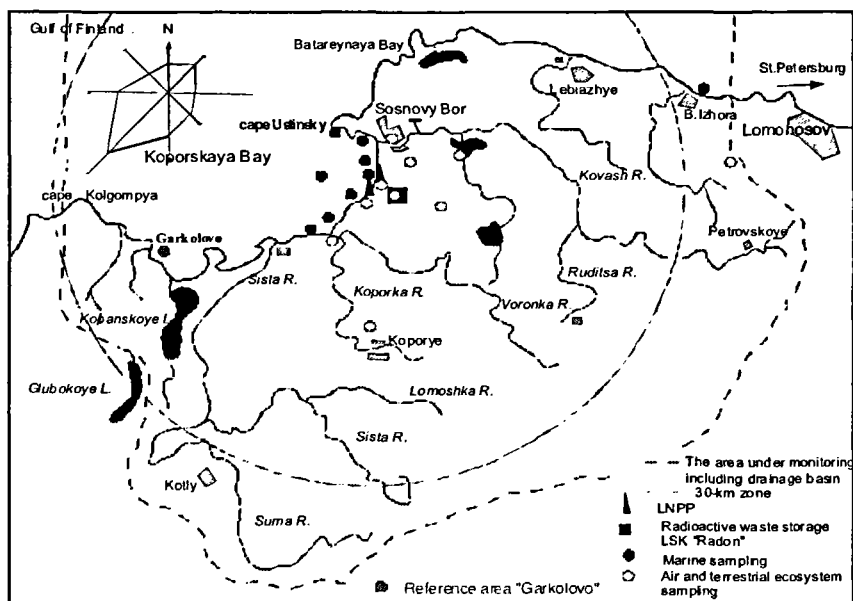 Gulf of Finland
N
Batareynaya Bay
St.Petersburg
Lebiazhye
Sosnovy Bor
cape Ustinsky
B.Izhora
Lomonosov
Koporskaya Bay
Kovash R.
cape Kolgompya
Garkolovo
Petrovskoye
Sista R.
Ruditsa R.
Koporka R.
Voronka R.
Kopanskoye l.
Koporye
Glubokoye L.
Lomoshka R.
Sista R.
Kotly
Suma R.
The area under monitoring
including drainage basin
30-km zone
LNPP
Radioactive waste storage
LSK "Radon"
Marine sampling
Air and terrestrial ecosystem
sampling
Reference area "Garkolovo"